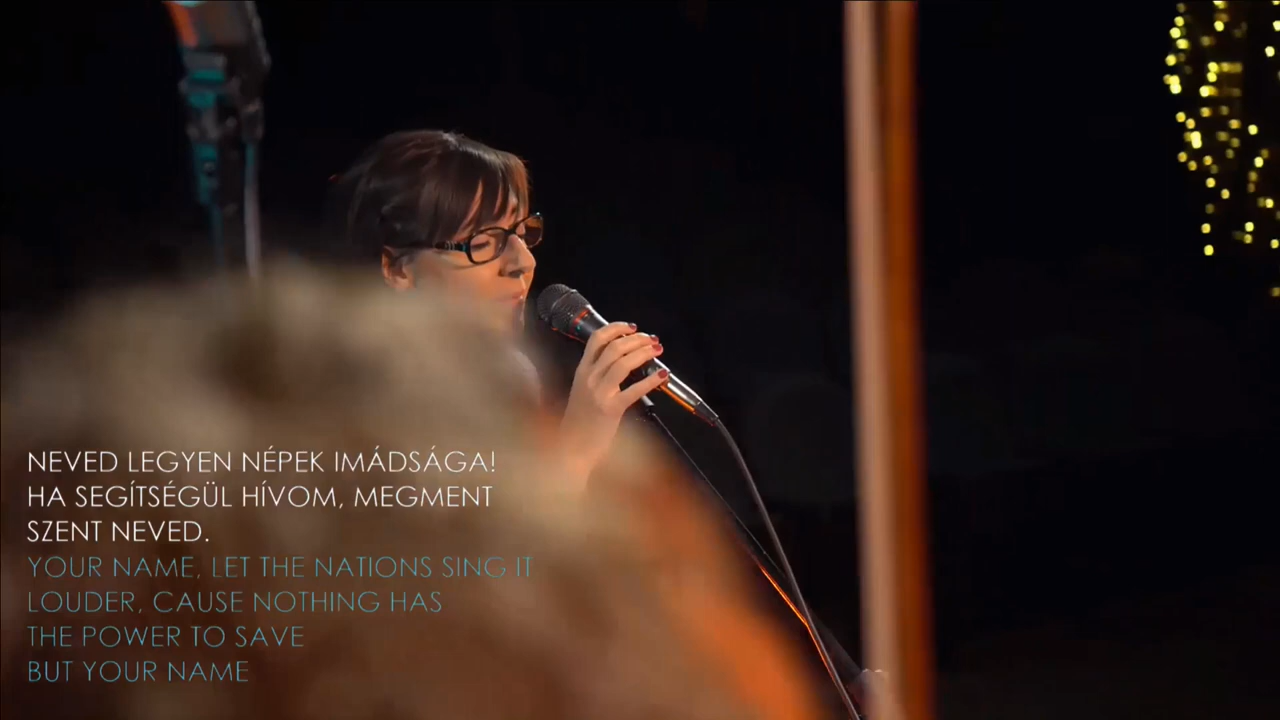 NEVED LEGYEN NÉPEK IMÁDSÁGA!
HA SEGÍTSÉGÜL HÍVOM, MEGMENT
SZENT NEVED.
YOUR NAME, LET THE NATIONS SING IT
LOUDER, CAUSE NOTHING HAS
THE POWER TO SAVE
BUT YOUR NAME